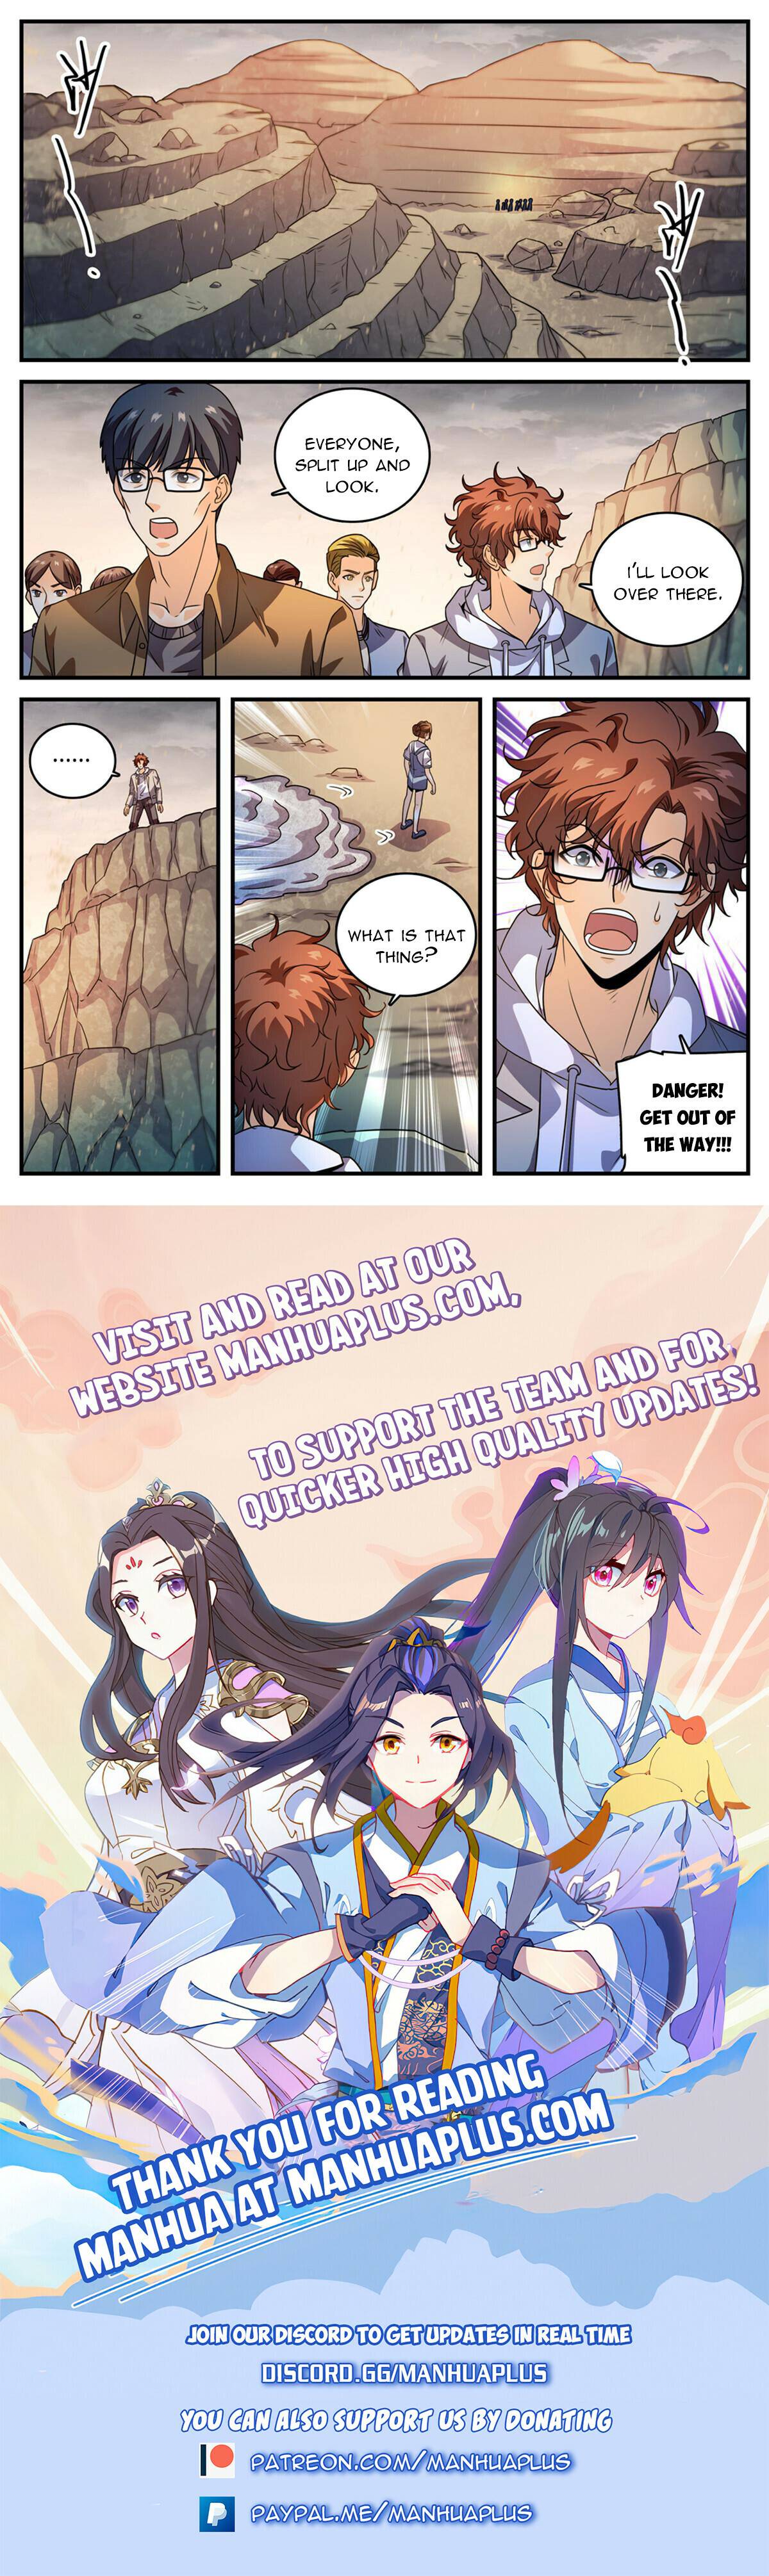 EVERYONE,
SPLIT UP AND
LOOK.
I'LL LOOK
OVER THERE.
......
WHAT IS THAT
THING?
DANGER!
GET OUT OF
THE WAY!!!
VISIT AND READ AT OUR
WEBSITE MANHUAPLUS.COM,
TO SUPPORT THE TEAM AND FOR
QUICKER HIGH QUALITY UPDATES!
THANK YOU FOR READING
MANHUA AT MANHUAPLUS.COM
JOIN OUR DISCORD TO GET UPDATES IN REAL TIME
DISCORD.GG/MANHUAPLUS
YOU CAN ALSO SUPPORT US BY DONATING
PATREON.COM/MANHUAPLUS
PAYPAL.ME/MANHUAPLUS